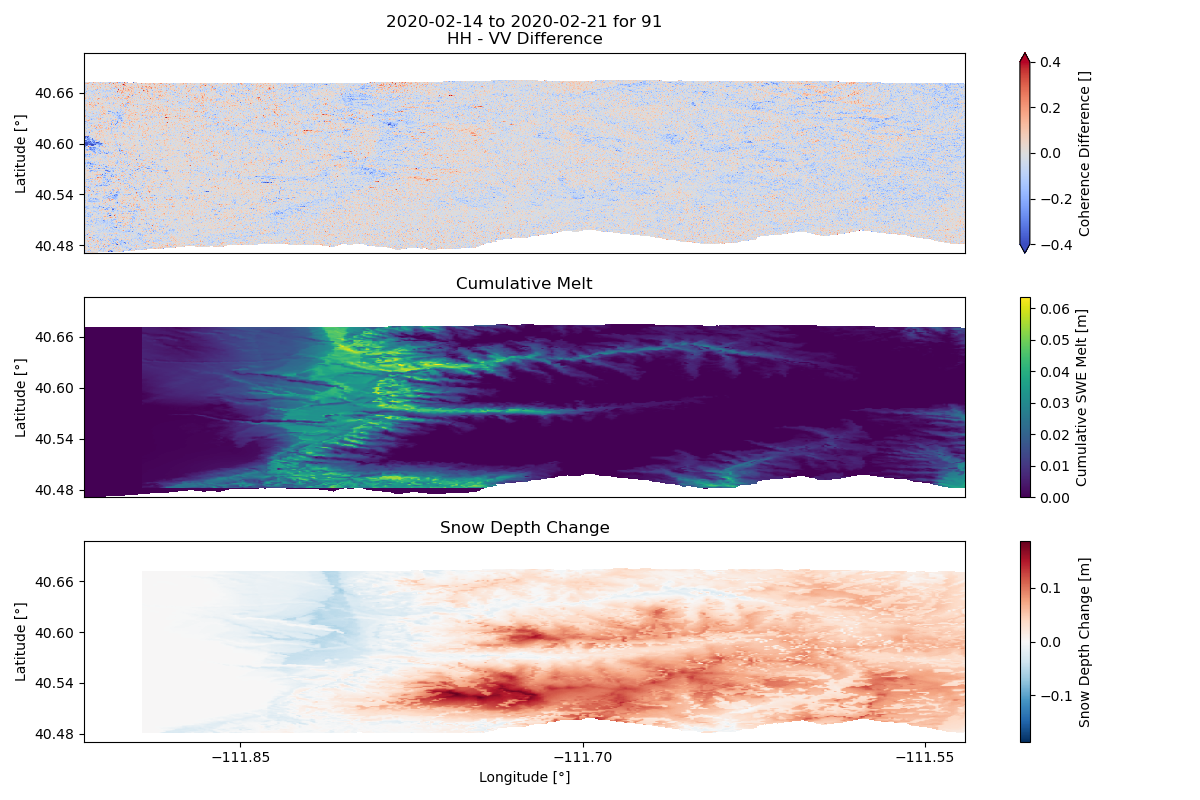 2020-02-14 to 2020-02-21 for 91
HH - VV Difference
Latitude [°]
40.66
40.60
40.54
40.48
0.4
0.2
0.0
−0.2
−0.4
Coherence Difference []
Cumulative Melt
Latitude [°]
40.66
40.60
40.54
40.48
0.06
0.05
0.04
0.03
0.02
0.01
0.00
Cumulative SWE Melt [m]
Snow Depth Change
Latitude [°]
40.66
40.60
40.54
40.48
0.1
0.0
−0.1
Snow Depth Change [m]
−111.85
−111.70
−111.55
Longitude [°]